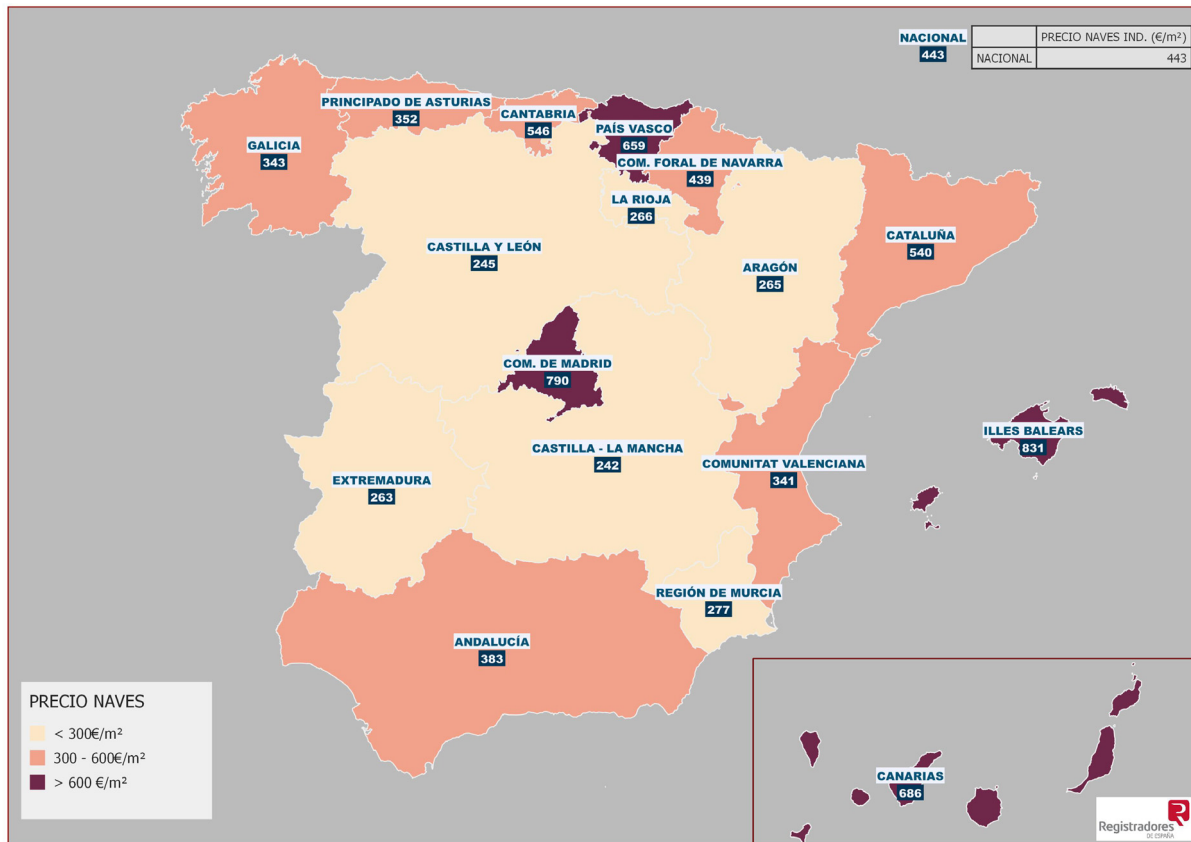 NACIONAL
443
PRECIO NAVES IND. (€/m²)
NACIONAL 443
PRINCIPADO DE ASTURIAS
352
CANTABRIA
546
PAÍS VASCO
659
GALICIA
343
COM. FORAL DE NAVARRA
439
LA RIOJA
266
CATALUÑA
540
CASTILLA Y LEÓN
245
ARAGÓN
265
COM. DE MADRID
790
ILLES BALEARS
831
CASTILLA - LA MANCHA
242
COMUNITAT VALENCIANA
341
EXTREMADURA
263
REGIÓN DE MURCIA
277
ANDALUCÍA
383
PRECIO NAVES
< 300€/m²
300 - 600€/m²
> 600 €/m²
CANARIAS
686
Registradores
DE ESPAÑA